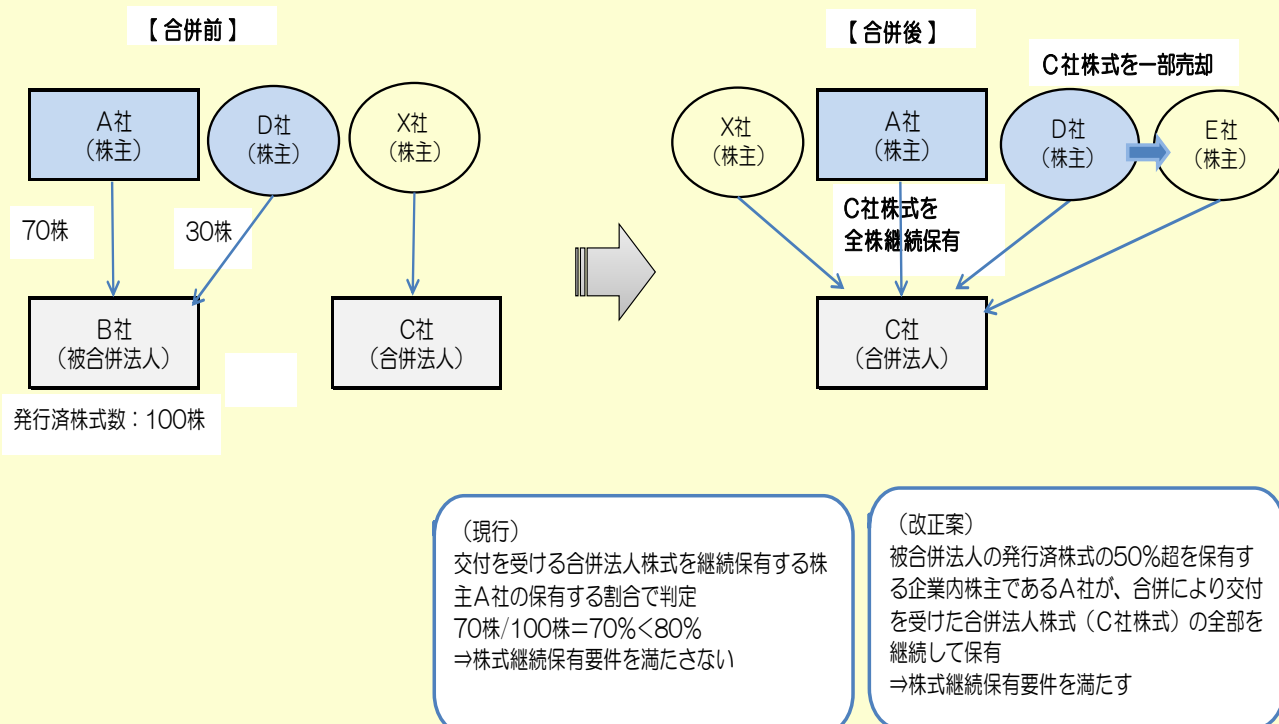 【 合併前 】
A社
（株主）
D社
（株主）
X社
（株主）
70株
30株
B社
（被合併法人）
C社
（合併法人）
発行済株式数：100株
【 合併後 】
C社株式を一部売却
X社
（株主）
A社
（株主）
D社
（株主）
E社
（株主）
C社株式を
全株継続保有
C社
（合併法人）
（現行）
交付を受ける合併法人株式を継続保有する株
主A社の保有する割合で判定
70株/100株＝70%＜80%
⇒株式継続保有要件を満たさない
（改正案）
被合併法人の発行済株式の50%超を保有す
る企業内株主であるA社が、合併により交付
を受けた合併法人株式（C社株式）の全部を
継続して保有
⇒株式継続保有要件を満たす